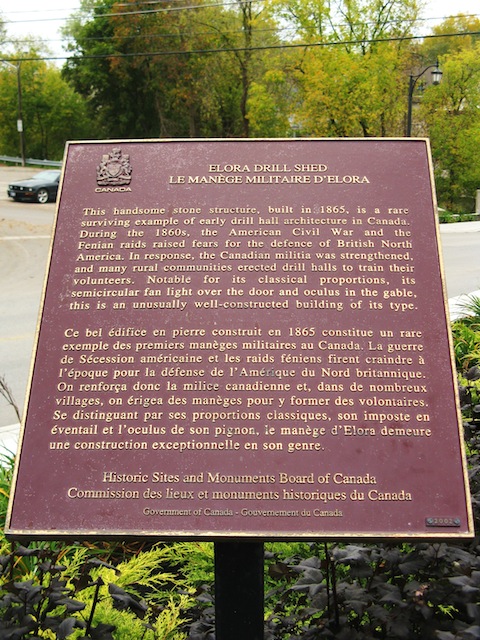 CANADA
ELORA DRILL SHED
LE MANÈGE MILITAIRE D'ELORA
This handsome stone structure, built in 1865, is a rare
surviving example of early drill hall architecture in Canada.
During the 1860s, the American Civil War and the
Fenian raids raised fears for the defence of British North
America. In response, the Canadian militia was strengthened,
and many rural communities erected drill halls to train their
volunteers. Notable for its classical proportions, its
semicircular fan light over the door and oculus in the gable,
this is an unusually well-constructed building of its type.
Ce bel édifice en pierre construit en 1865 constitue un rare
exemple des premiers manèges militaires au Canada. La guerre
de Sécession américaine et les raids féniens firent craindre à
l'époque pour la défense de l'Amérique du Nord britannique.
On renforça donc la milice canadienne et, dans de nombreux
villages, on érigea des manèges pour y former des volontaires.
Se distinguant par ses proportions classiques, son imposte en
éventail et l'oculus de son pignon, le manège d'Elora demeure
une construction exceptionnelle en son genre.
Historic Sites and Monuments Board of Canada
Commission des lieux et monuments historiques du Canada
Government of Canada - Gouvernement du Canada
2002